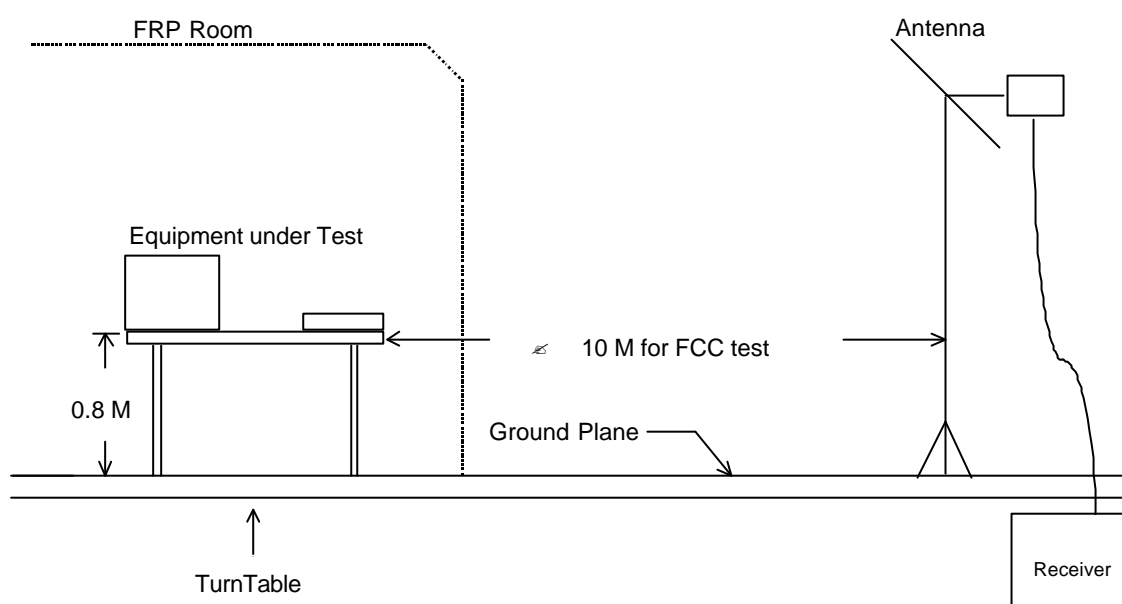 FRP Room
Antenna
Equipment under Test
10 M for FCC test
0.8 M
Ground Plane
TurnTable
Receiver